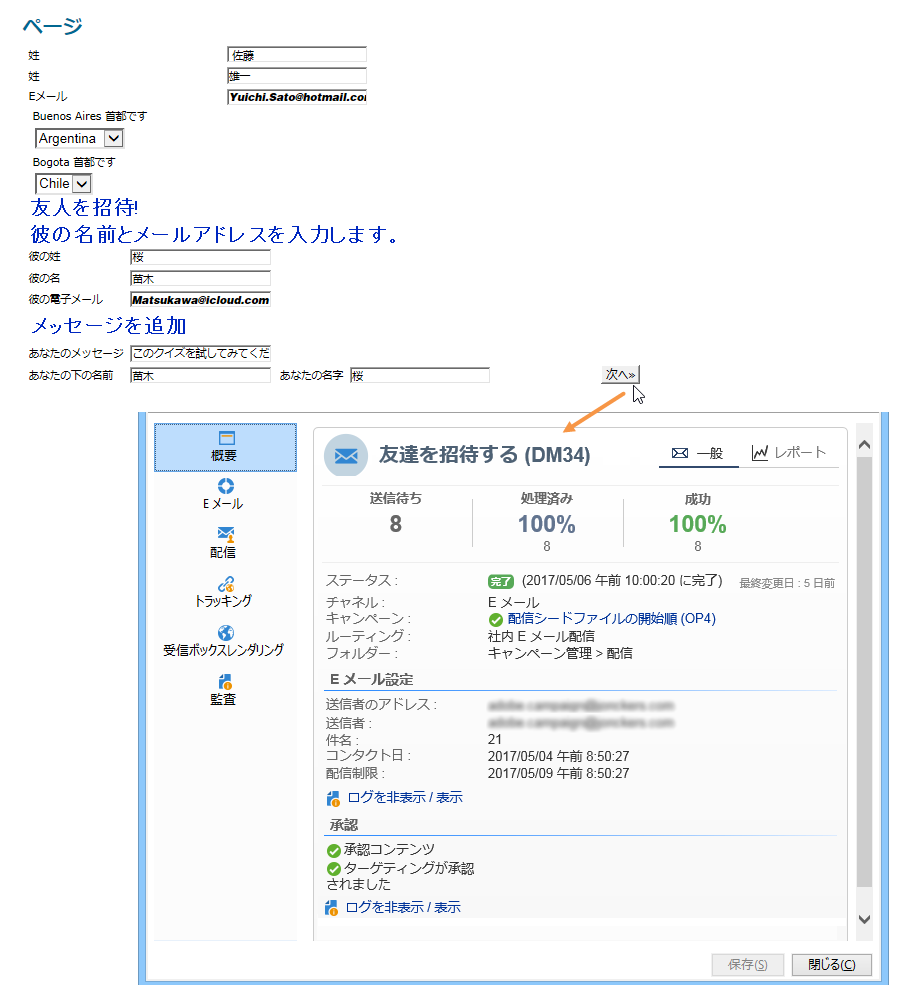 ページ
姓 佐藤
姓 雄一
Eメール Yuichi.Sato@hotmail.co
Buenos Aires 首都です
Argentina
Bogota 首都です
Chile
友人を招待!
彼の名前とメールアドレスを入力します。
彼の姓 桜
彼の名 苗木
彼の電子メール Matsukawa@icloud.com
メッセージを追加
あなたのメッセージ このクイズを試してみてくだ
あなたの下の名前 苗木 あなたの名字 桜 次へ»
概要
E メール
配信
トラッキング
受信ボックスレンダリング
監査
友達を招待する (DM34) 一般 レポート
送信待ち 処理済み 成功
8 100% 100%
8 8
ステータス : 完了 (2017/05/06 午前 10:00:20 に完了) 最終変更日 : 5 日前
チャネル : E メール
キャンペーン : 配信シードファイルの開始順 (OP4)
ルーティング : 社内 E メール配信
フォルダー : キャンペーン管理 > 配信
E メール設定
送信者のアドレス :
送信者 :
件名 : 21
コンタクト日 : 2017/05/04 午前 8:50:27
配信制限 : 2017/05/09 午前 8:50:27
ログを非表示 / 表示
承認
承認コンテンツ
ターゲティングが承認
されました
ログを非表示 / 表示
保存(S) 閉じる(C)